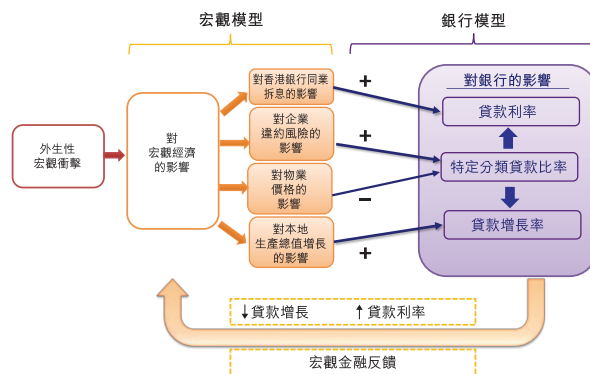 宏觀模型
銀行模型
外生性
宏觀衝擊
對
宏觀經濟
的影響
對香港銀行同業
拆息的影響
+
對企業
違約風險的
影響
+
對物業
價格的
影響
−
對本地
生產總值增長
的影響
+
對銀行的影響
貸款利率
特定分類貸款比率
貸款增長率
↓貸款增長 ↑貸款利率
宏觀金融反饋